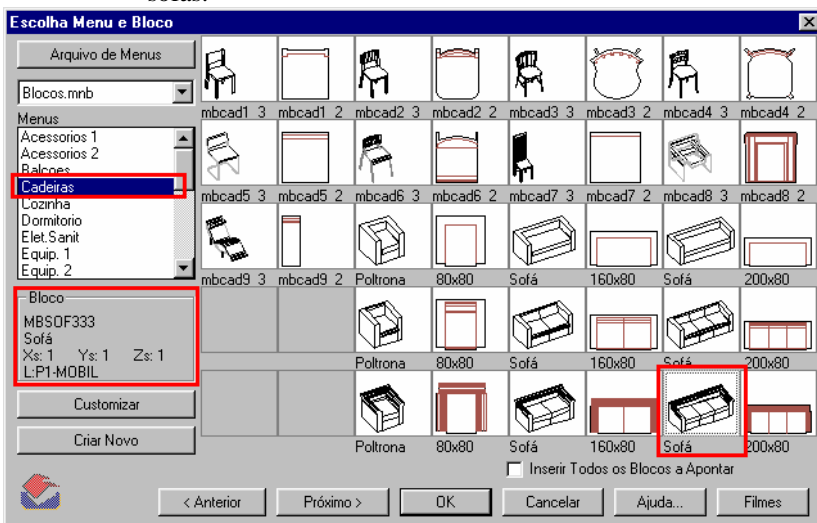 sofás.
Escolha Menu e Bloco
Arquivo de Menus
Blocos.mnb
Menus
Acessorios 1
Acessorios 2
Balcoes
Cadeiras
Cozinha
Dormitorio
Elet.Sanit
Equip. 1
Equip. 2
Bloco
MBSOF333
Sofá
Xs: 1 Ys: 1 Zs: 1
L:P1-MOBIL
Customizar
Criar Novo
mbcad1 3 mbcad1 2 mbcad2 3 mbcad2 2 mbcad3 3 mbcad3 2 mbcad4 3 mbcad4 2
mbcad5 3 mbcad5 2 mbcad6 3 mbcad6 2 mbcad7 3 mbcad7 2 mbcad8 3 mbcad8 2
mbcad9 3 mbcad9 2 Poltrona 80x80 Sofá 160x80 Sofá 200x80
Poltrona 80x80 Sofá 160x80 Sofá 200x80
Poltrona 80x80 Sofá 160x80 Sofá 200x80
Inserir Todos os Blocos a Apontar
< Anterior Próximo > OK Cancelar Ajuda... Filmes